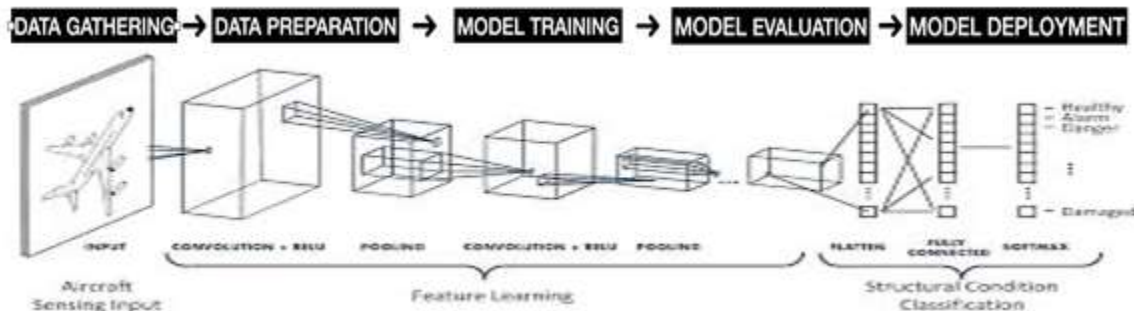 DATA GATHERING → DATA PREPARATION → MODEL TRAINING → MODEL EVALUATION → MODEL DEPLOYMENT
Healthy
Alarm
Danger
Damaged
INPUT CONVOLUTION + RELU POOLING CONVOLUTION + RELU POOLING FLATTEN FULLY CONNECTED SOFTMAX
Aircraft
Sensing Input
Feature Learning
Structural Condition
Classification